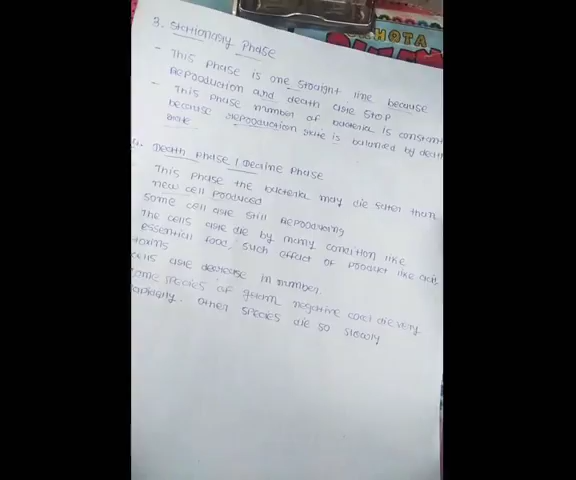 CHHOTA
3. Stationary Phase
- This Phase is one straight line because
Reproduction and death are stop
- This phase number of bacteria is constant
because reproduction rate is balanced by death
rate
4. Death Phase / Decline Phase
This Phase the bacteria may die than
new cell produced
Some cell are still Reproducing
The cells are die by many condition like
essentian food, such effect of product like acid,
toxins
cells are decrease in number.
some species of gram negative cocci die very
rapidly. Other species die so slowly